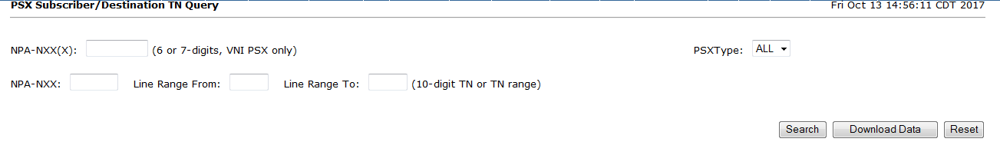 PSX Subscriber/Destination TN Query Fri Oct 13 14:56:11 CDT 2017
NPA-NXX(X): (6 or 7-digits, VNI PSX only) PSXType: ALL
NPA-NXX: Line Range From: Line Range To: (10-digit TN or TN range)
Search Download Data Reset